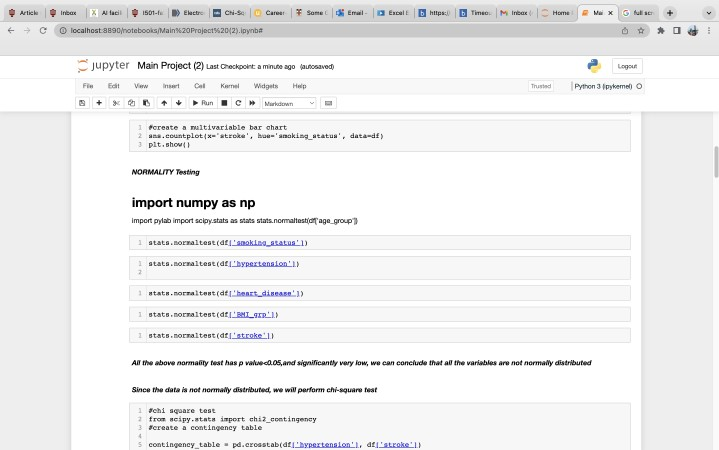 Article
Inbox
AI facili
I501-fa
Electro
Chi-Sq
Career
Some E
Email -
Excel E
https://
Timeou
Inbox (
Home
Mai
full scr
localhost:8890/notebooks/Main%20Project%20(2).ipynb#
jupyter Main Project (2) Last Checkpoint: a minute ago (autosaved)
Logout
File Edit View Insert Cell Kernel Widgets Help
Trusted Python 3 (ipykernel)
Run Markdown
1 #create a multivariable bar chart
2 sns.countplot(x='stroke', hue='smoking_status', data=df)
3 plt.show()
NORMALITY Testing
import numpy as np
import pylab import scipy.stats as stats stats.normaltest(df['age_group'])
1 stats.normaltest(df['smoking_status'])
1 stats.normaltest(df['hypertension'])
2
1 stats.normaltest(df['heart_disease'])
1 stats.normaltest(df['BMI_grp'])
1 stats.normaltest(df['stroke'])
All the above normality test has p value<0.05,and significantly very low, we can conclude that all the variables are not normally distributed
Since the data is not normally distributed, we will perform chi-square test
1 #chi square test
2 from scipy.stats import chi2_contingency
3 #create a contingency table
4
5 contingency_table = pd.crosstab(df['hypertension'], df['stroke'])